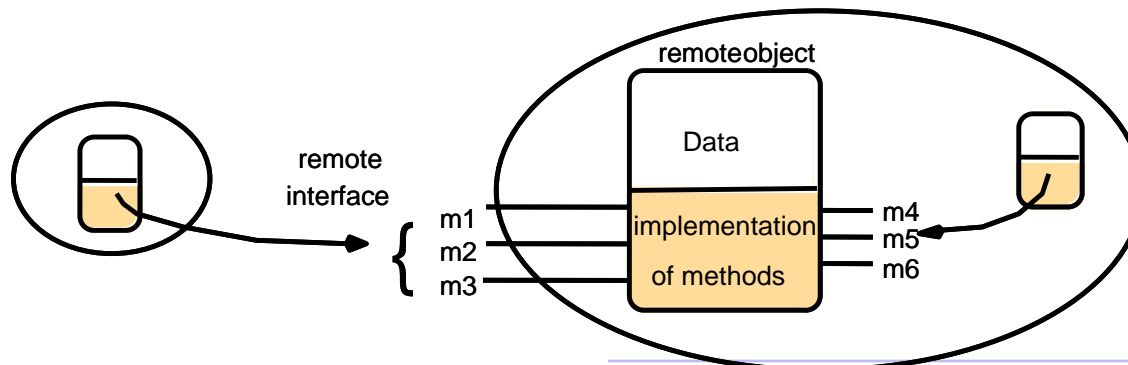 remoteobject
Data
remote
interface
{
m1
m2
m3
implementation
of methods
m4
m5
m6